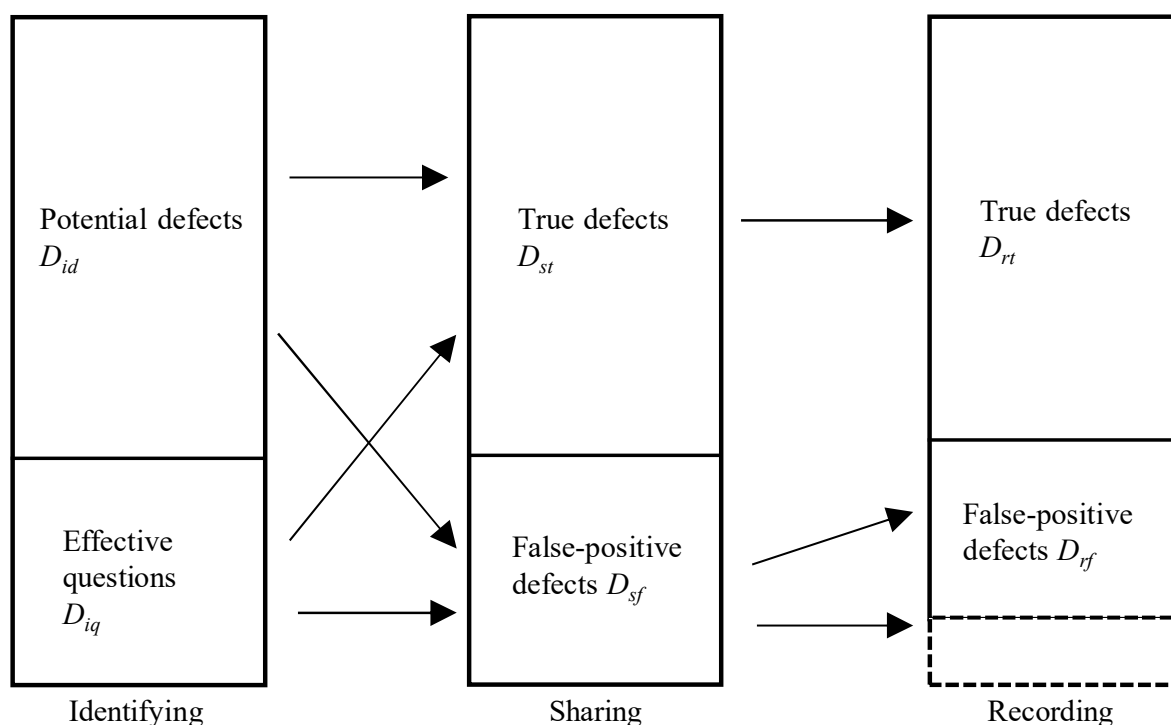 Potential defects
D_id
Effective
questions
D_iq
Identifying
True defects
D_st
False-positive
defects D_sf
Sharing
True defects
D_rt
False-positive
defects D_rf
Recording